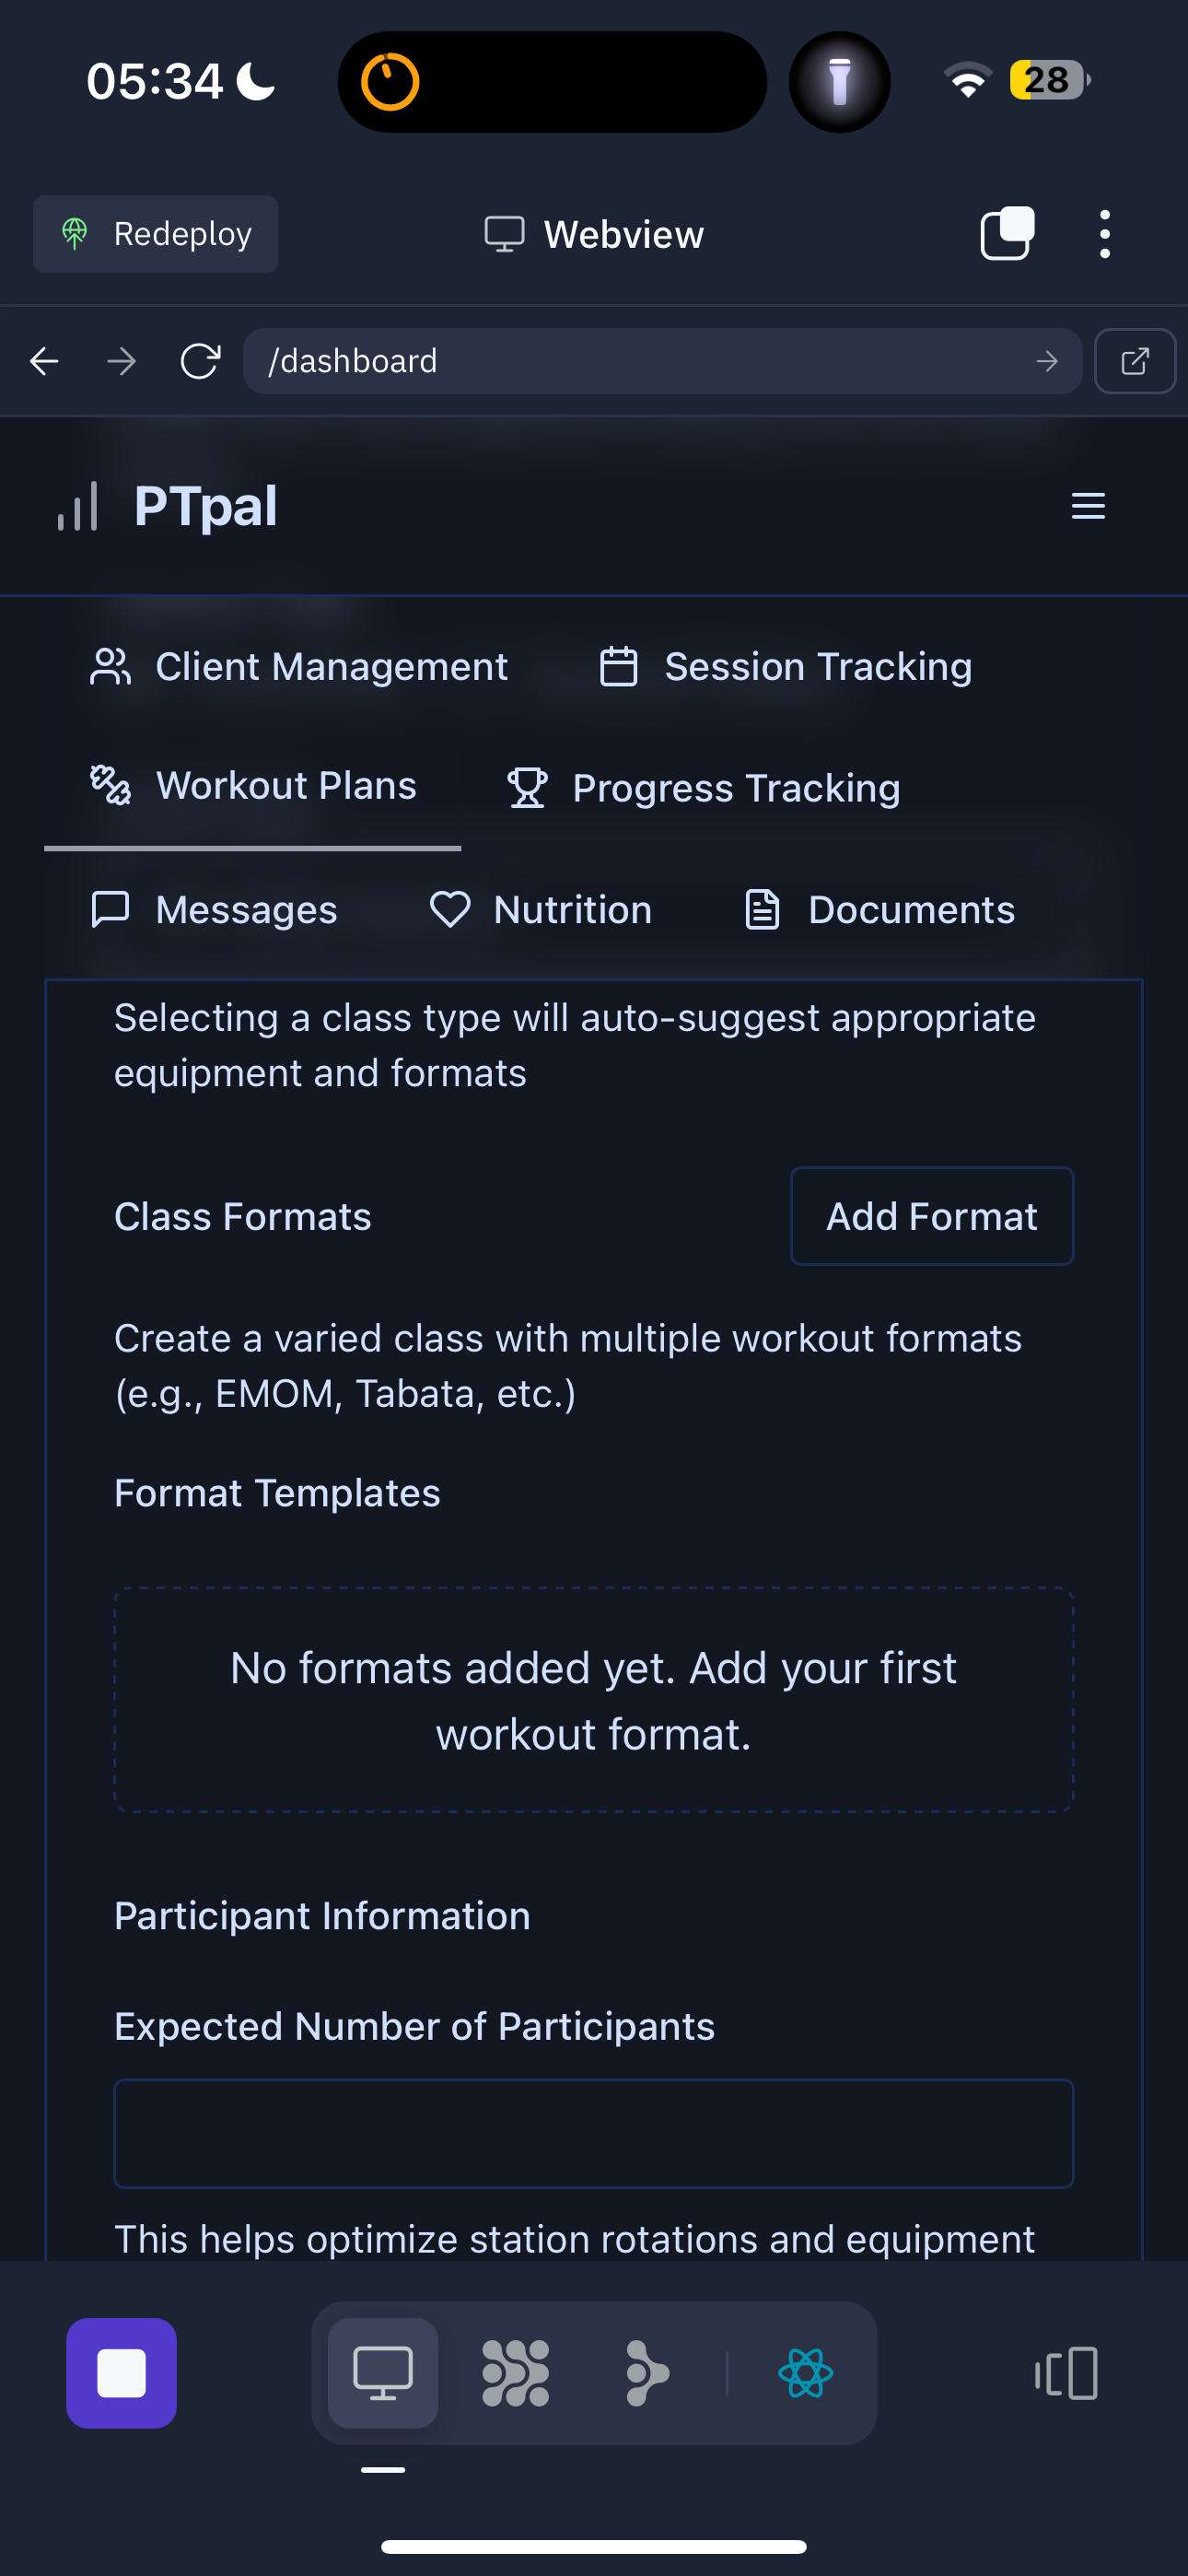 05:34
28
Redeploy
Webview
/dashboard
PTpal
Client Management
Session Tracking
Workout Plans
Progress Tracking
Messages
Nutrition
Documents
Selecting a class type will auto-suggest appropriate
equipment and formats
Class Formats
Add Format
Create a varied class with multiple workout formats
(e.g., EMOM, Tabata, etc.)
Format Templates
No formats added yet. Add your first
workout format.
Participant Information
Expected Number of Participants
This helps optimize station rotations and equipment